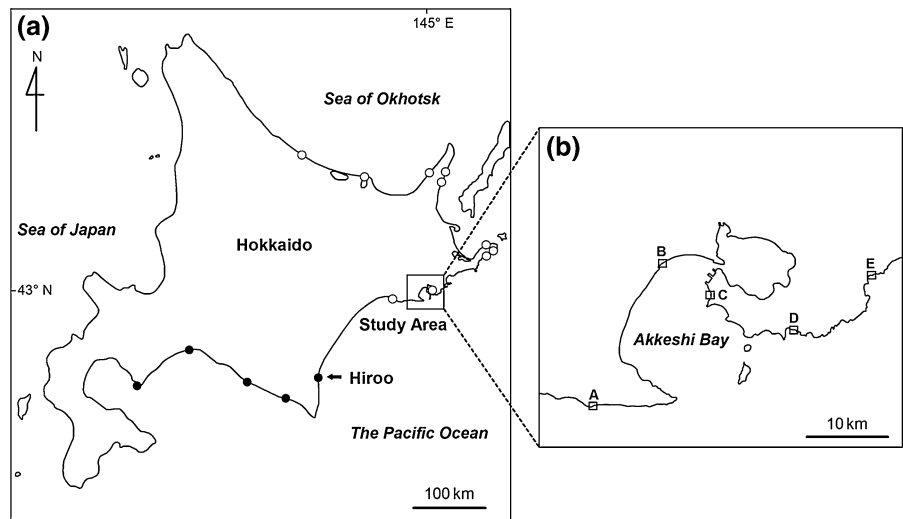 (a)
145° E
N
Sea of Okhotsk
Sea of Japan
Hokkaido
43° N
Study Area
Hiroo
The Pacific Ocean
100 km
(b)
B
E
C
D
Akkeshi Bay
A
10 km